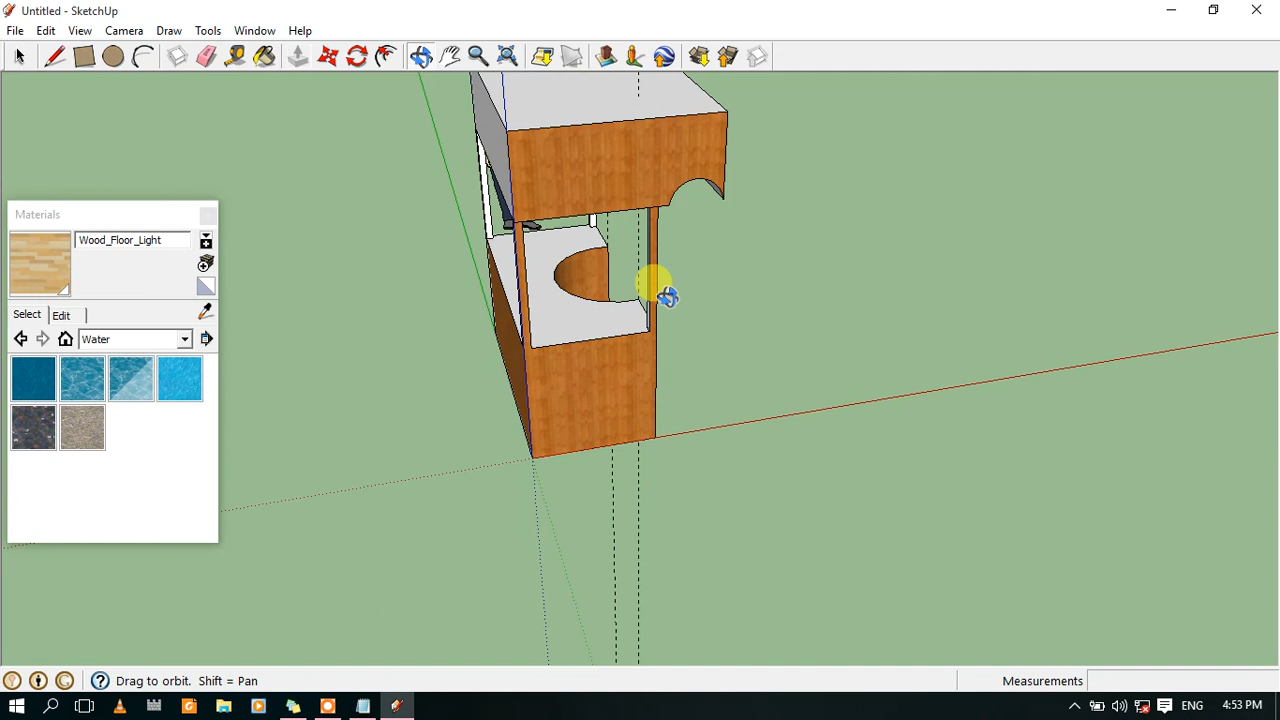 Untitled - SketchUp
File Edit View Camera Draw Tools Window Help
Materials
Wood_Floor_Light
Select Edit
Water
Drag to orbit. Shift = Pan
Measurements
ENG
4:53 PM